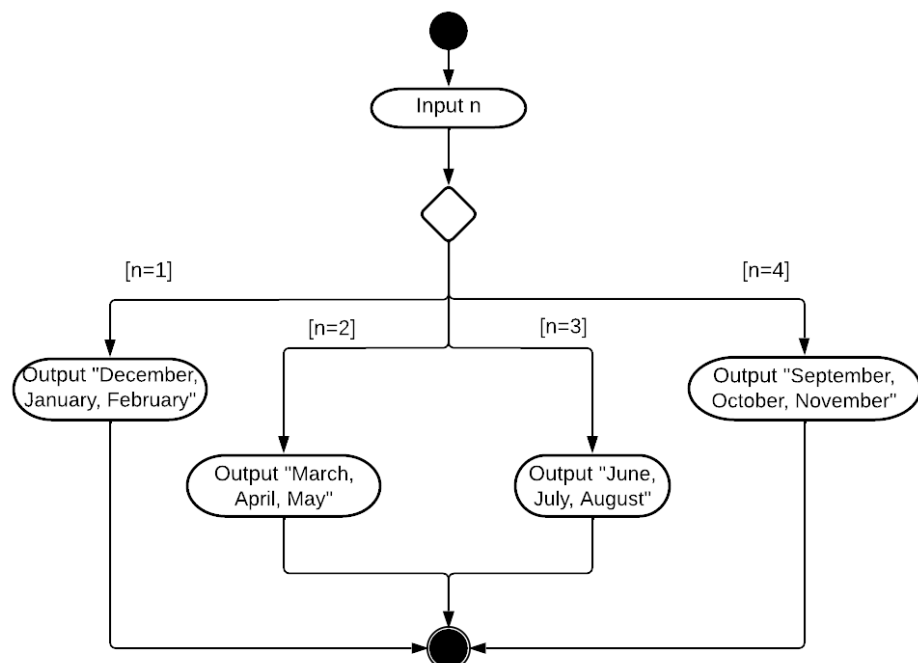 Input n
[n=1]
[n=4]
[n=2]
[n=3]
Output "December,
January, February"
Output "September,
October, November"
Output "March,
April, May"
Output "June,
July, August"